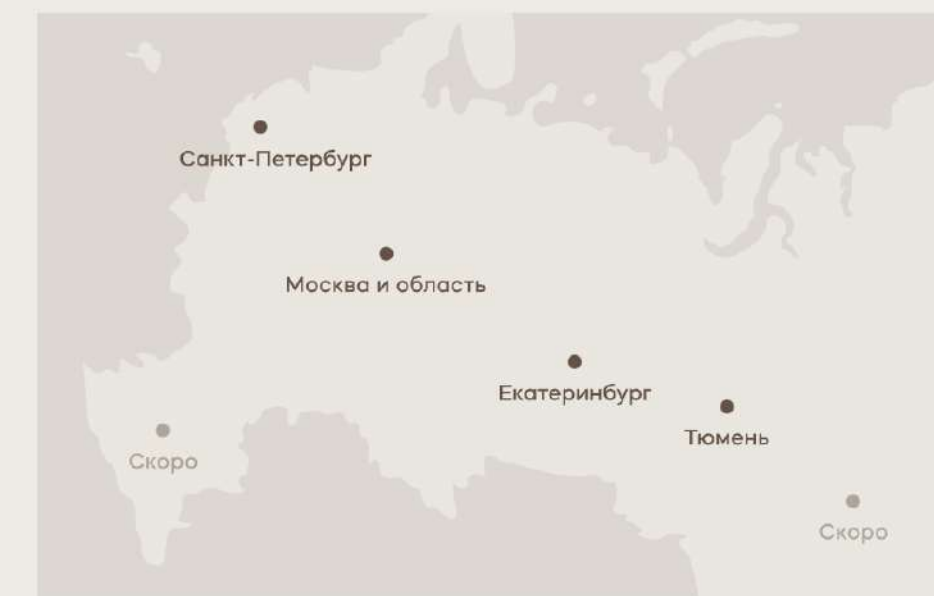 Санкт-Петербург
Москва и область
Екатеринбург
Тюмень
Скоро
Скоро